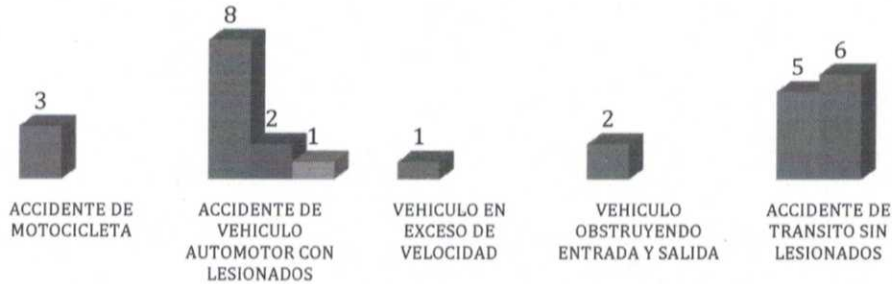 8
3
2
1
1
2
5
6
ACCIDENTE DE
MOTOCICLETA
ACCIDENTE DE
VEHICULO
AUTOMOTOR CON
LESIONADOS
VEHICULO EN
EXCESO DE
VELOCIDAD
VEHICULO
OBSTRUYENDO
ENTRADA Y SALIDA
ACCIDENTE DE
TRANSITO SIN
LESIONADOS